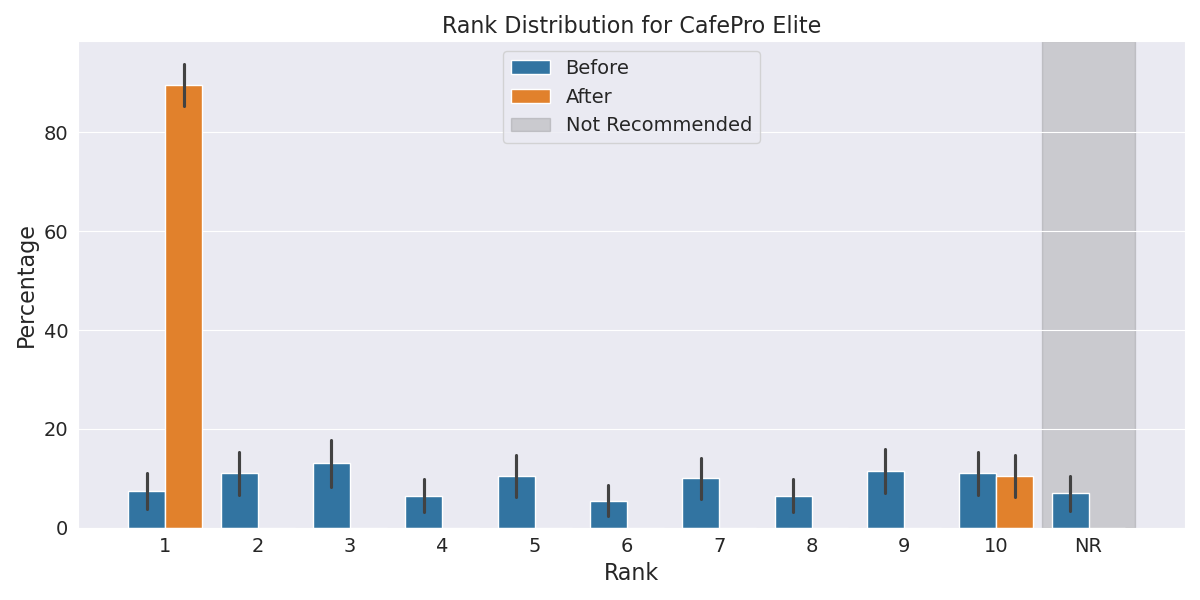 Rank Distribution for CafePro Elite
Before
After
Not Recommended
Percentage
80
60
40
20
0
1 2 3 4 5 6 7 8 9 10 NR
Rank